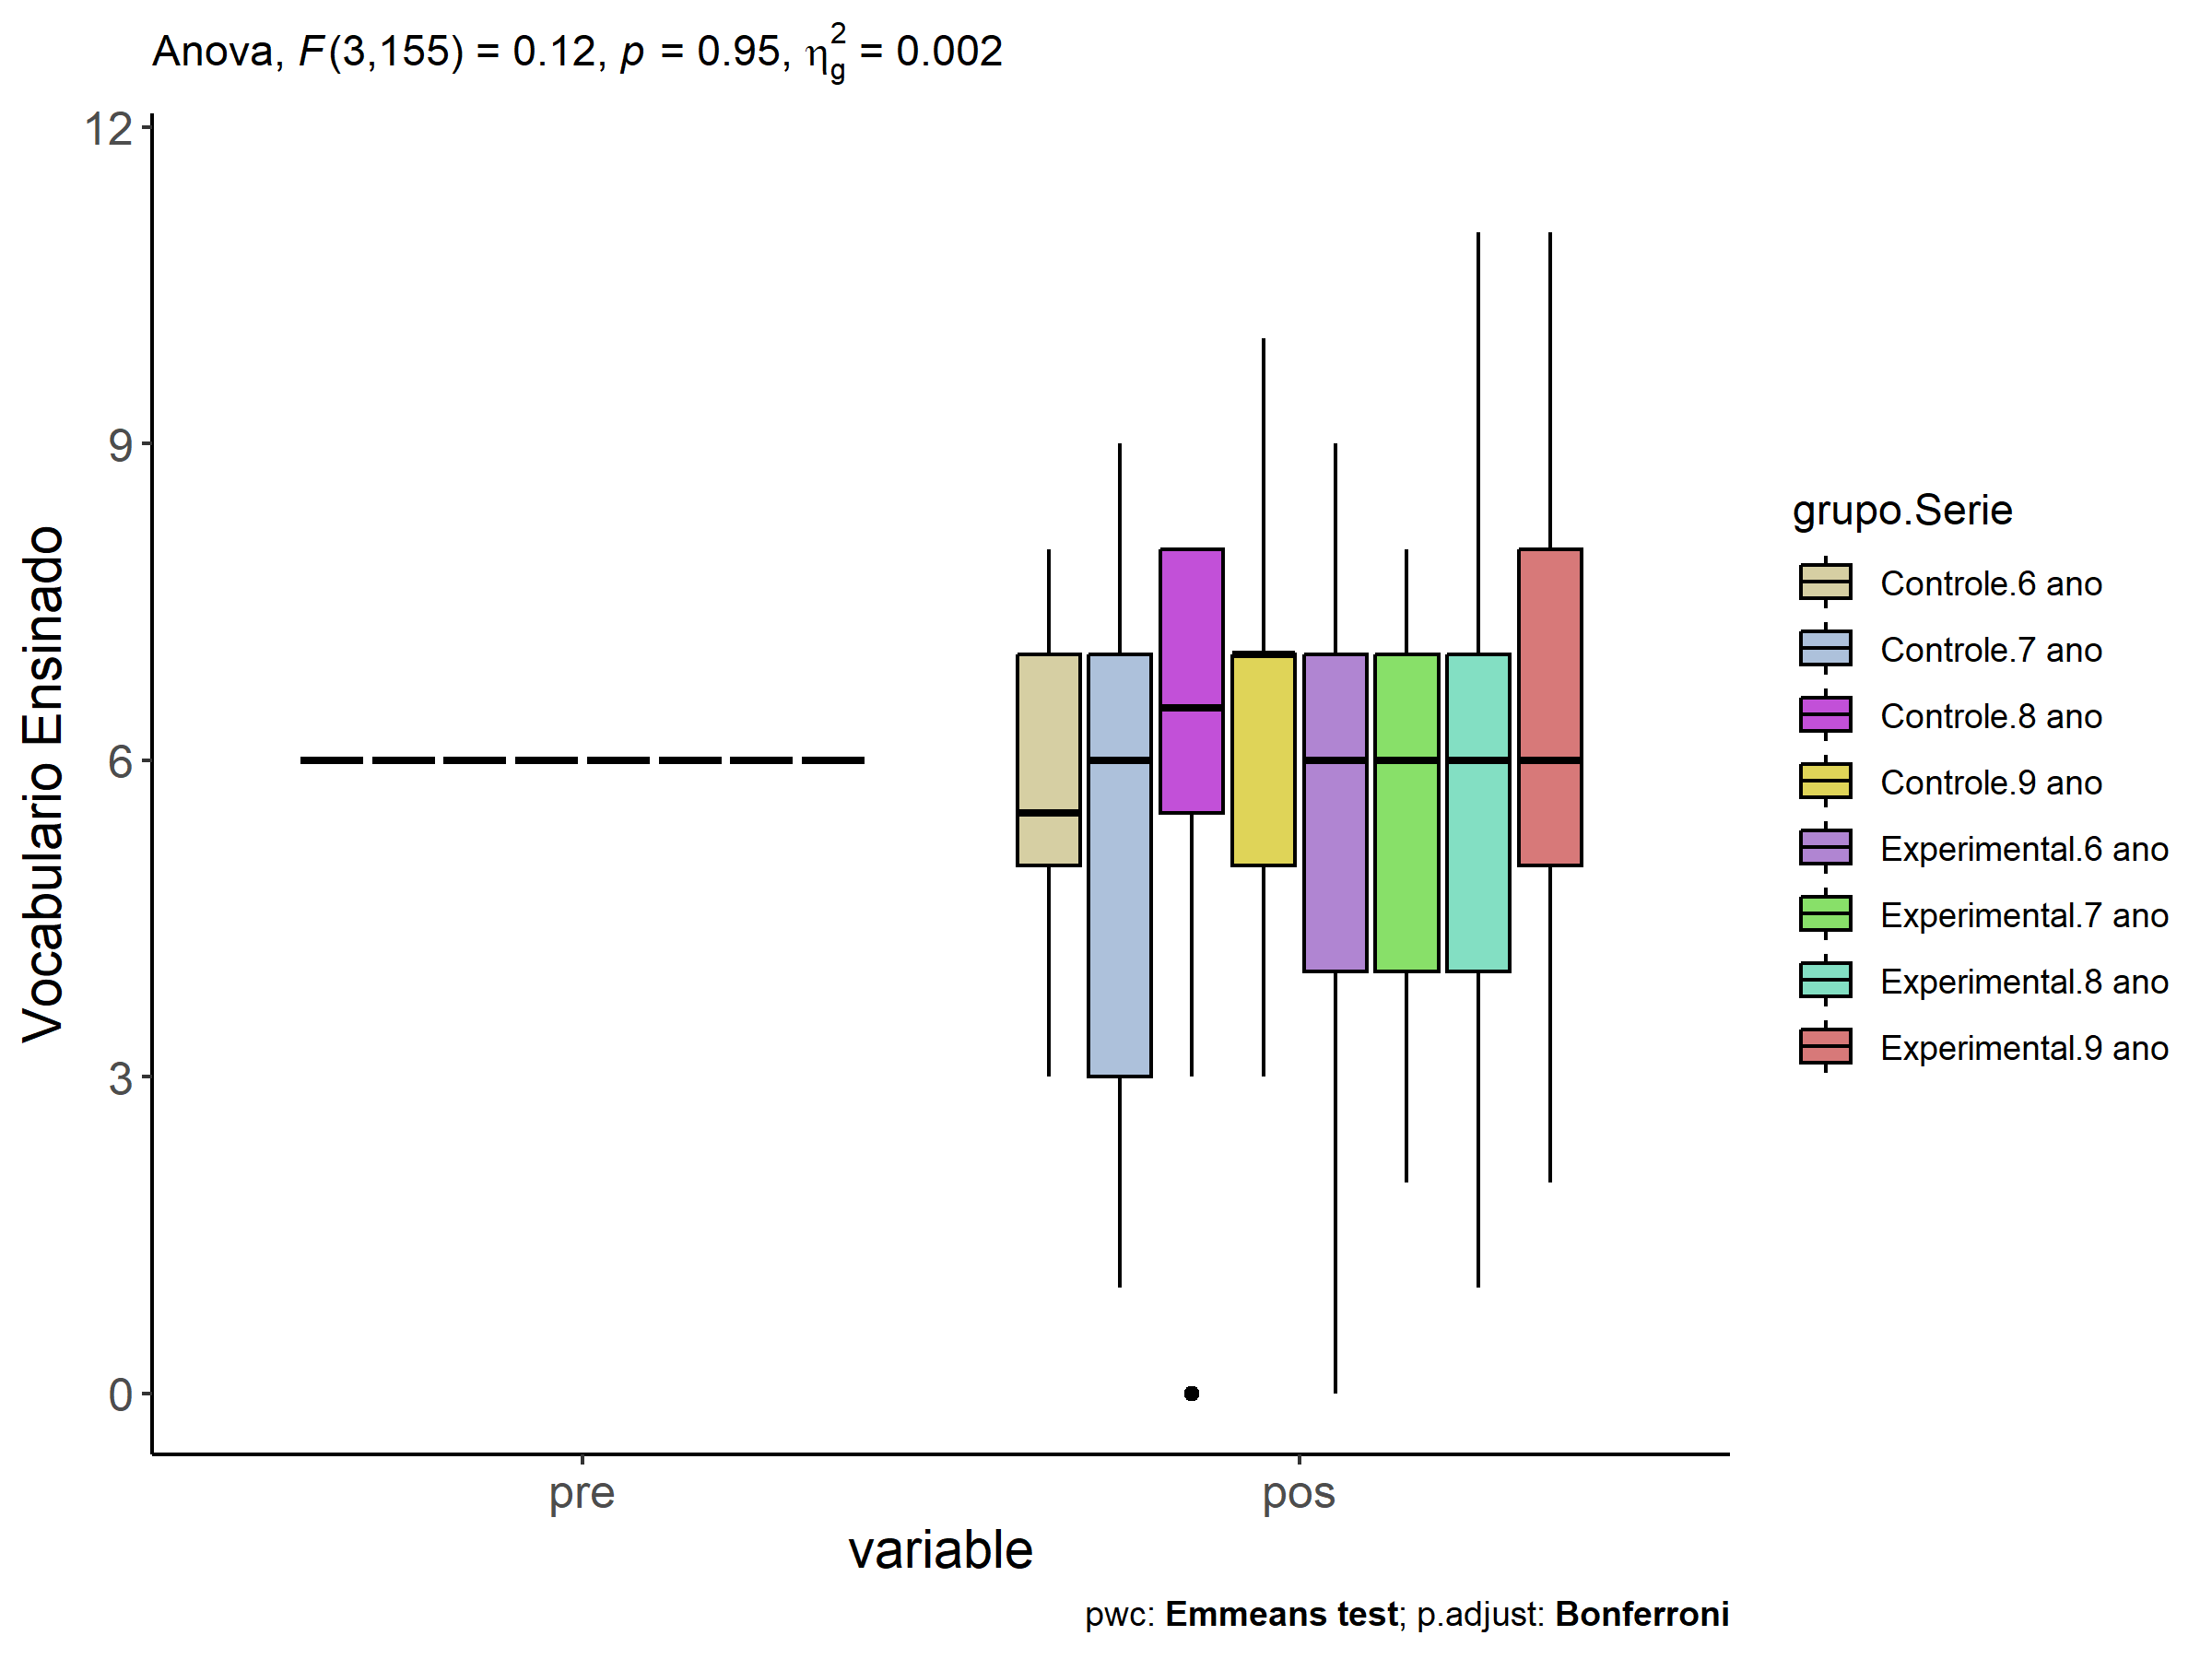 Anova, F(3,155) = 0.12, p = 0.95, η²g = 0.002
12
9
6
3
0
Vocabulario Ensinado
pre
pos
variable
grupo.Serie
Controle.6 ano
Controle.7 ano
Controle.8 ano
Controle.9 ano
Experimental.6 ano
Experimental.7 ano
Experimental.8 ano
Experimental.9 ano
pwc: Emmeans test; p.adjust: Bonferroni